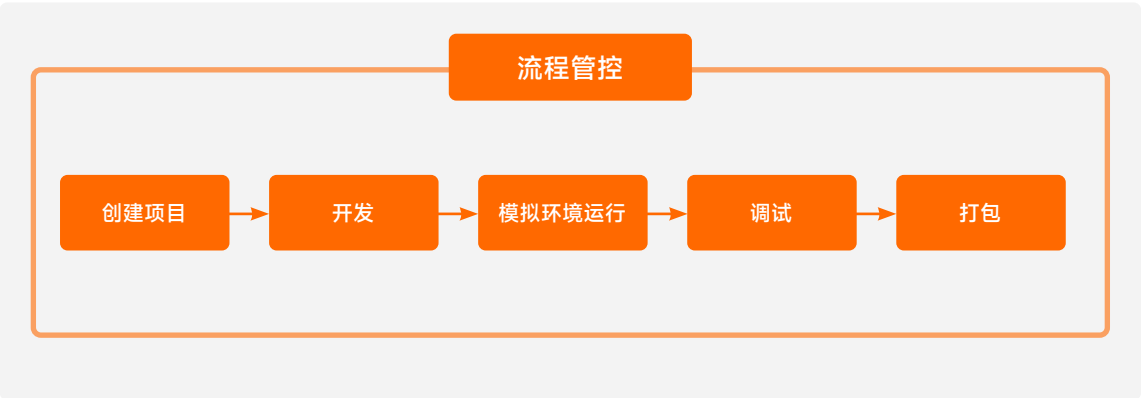 流程管控
创建项目
开发
模拟环境运行
调试
打包